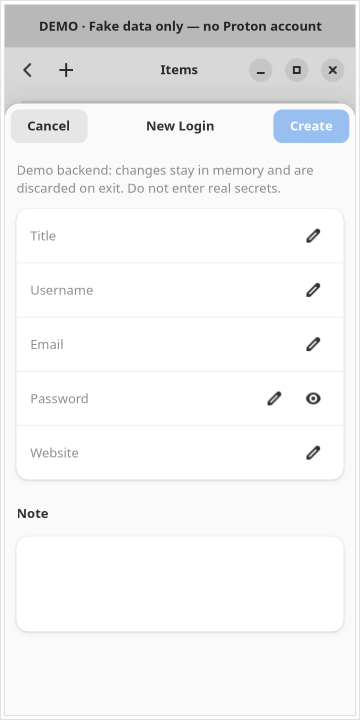 DEMO · Fake data only — no Proton account
Items
Cancel
New Login
Create
Demo backend: changes stay in memory and are
discarded on exit. Do not enter real secrets.
Title
Username
Email
Password
Website
Note